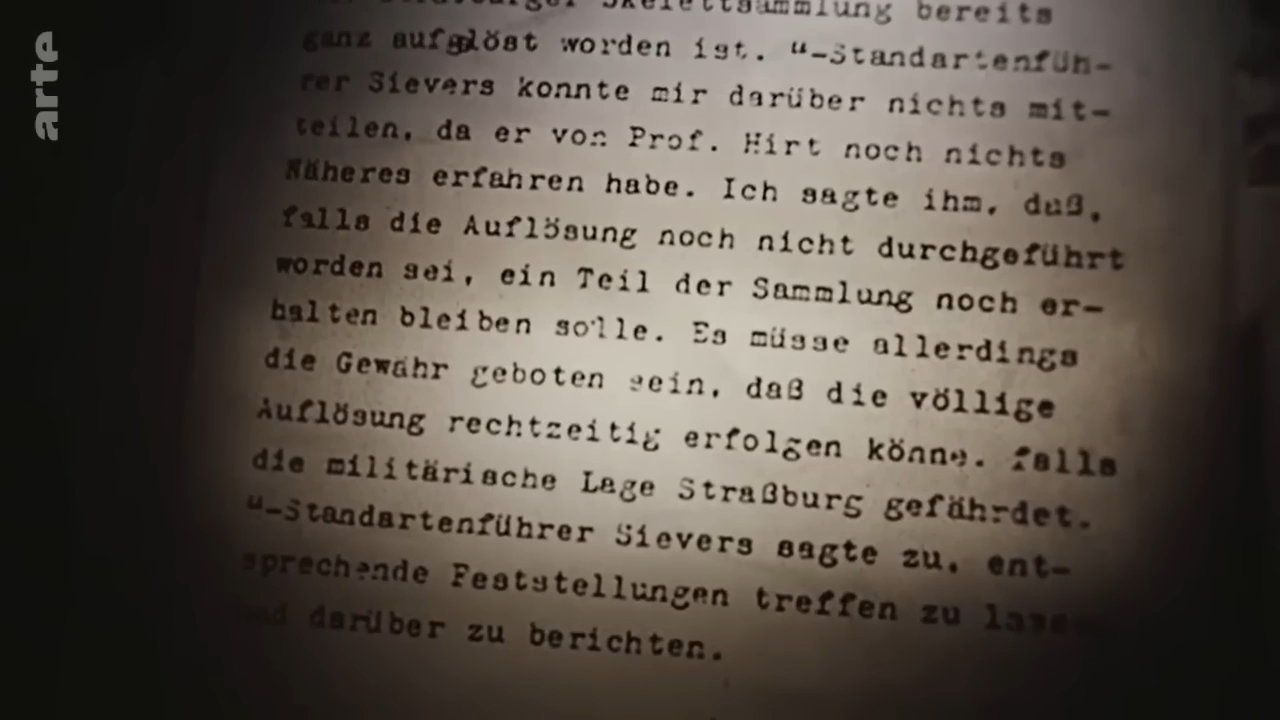 arte
Skelettsammlung bereits
ganz aufgelöst worden ist. ᛋᛋ-Standartenfüh-
rer Sievers konnte mir darüber nichts mit-
teilen, da er von Prof. Hirt noch nichts
Näheres erfahren habe. Ich sagte ihm, daß,
falls die Auflösung noch nicht durchgeführt
worden sei, ein Teil der Sammlung noch er-
halten bleiben solle. Es müsse allerdings
die Gewähr geboten sein, daß die völlige
Auflösung rechtzeitig erfolgen könne, falls
die militärische Lage Straßburg gefährdet.
ᛋᛋ-Standartenführer Sievers sagte zu, ent-
sprechende Feststellungen treffen zu
darüber zu berichten.